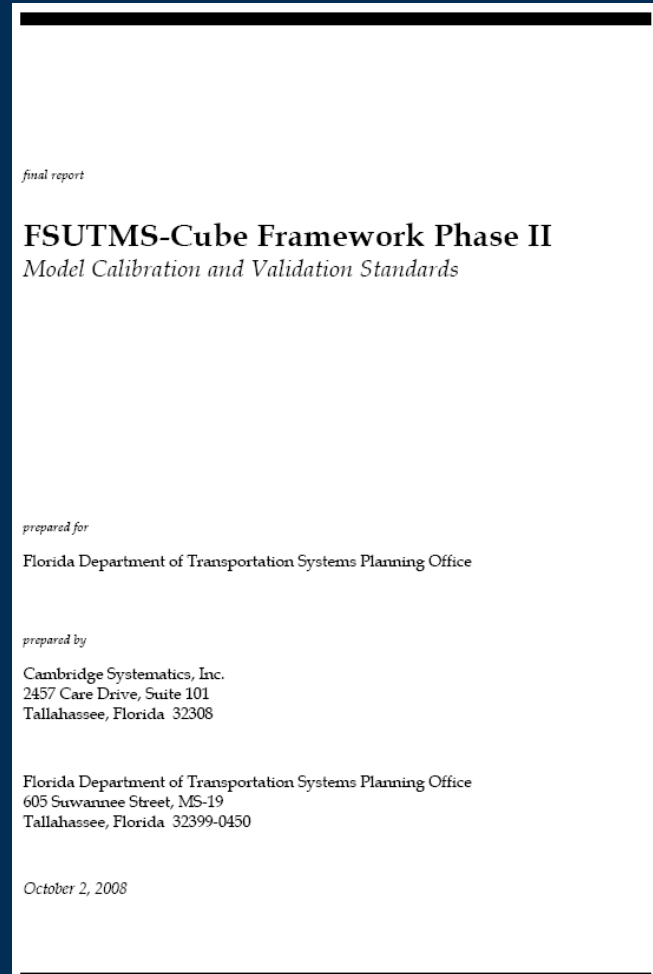 final report
FSUTMS-Cube Framework Phase II
Model Calibration and Validation Standards
prepared for
Florida Department of Transportation Systems Planning Office
prepared by
Cambridge Systematics, Inc.
2457 Care Drive, Suite 101
Tallahassee, Florida 32308
Florida Department of Transportation Systems Planning Office
605 Suwannee Street, MS-19
Tallahassee, Florida 32399-0450
October 2, 2008